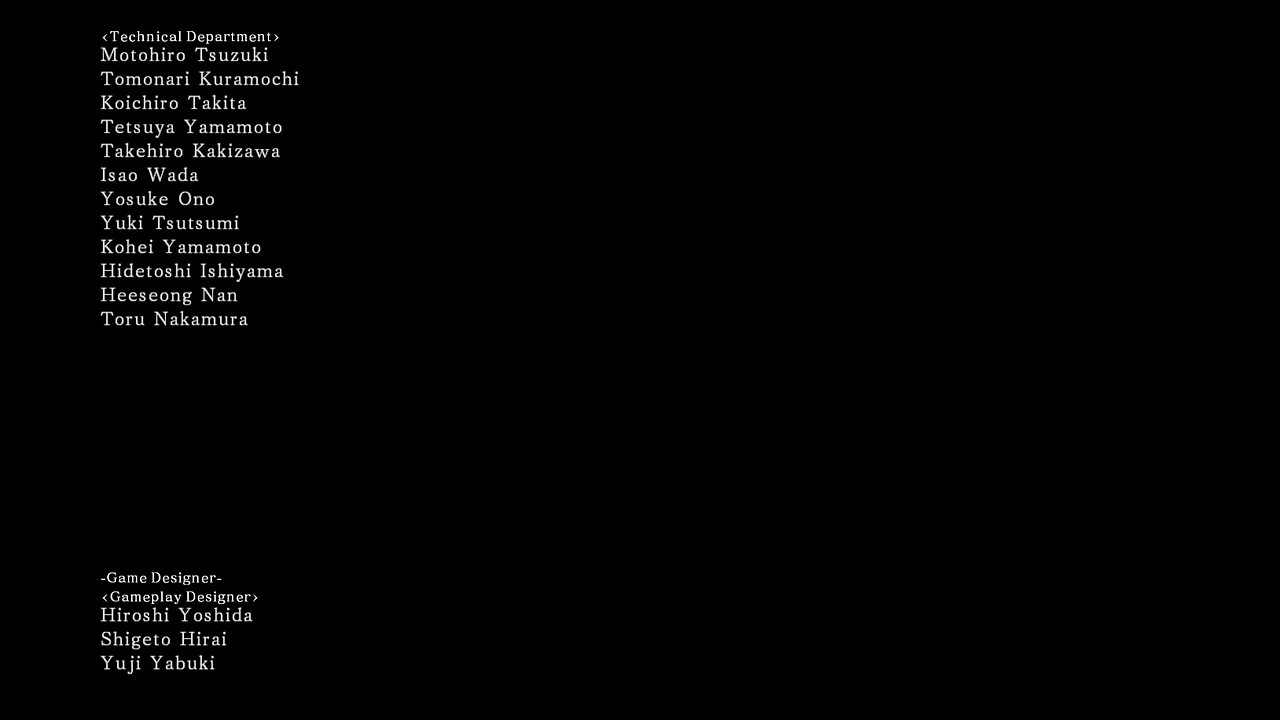 <Technical Department>
Motohiro Tsuzuki
Tomonari Kuramochi
Koichiro Takita
Tetsuya Yamamoto
Takehiro Kakizawa
Isao Wada
Yosuke Ono
Yuki Tsutsumi
Kohei Yamamoto
Hidetoshi Ishiyama
Heeseong Nan
Toru Nakamura
-Game Designer-
<Gameplay Designer>
Hiroshi Yoshida
Shigeto Hirai
Yuji Yabuki